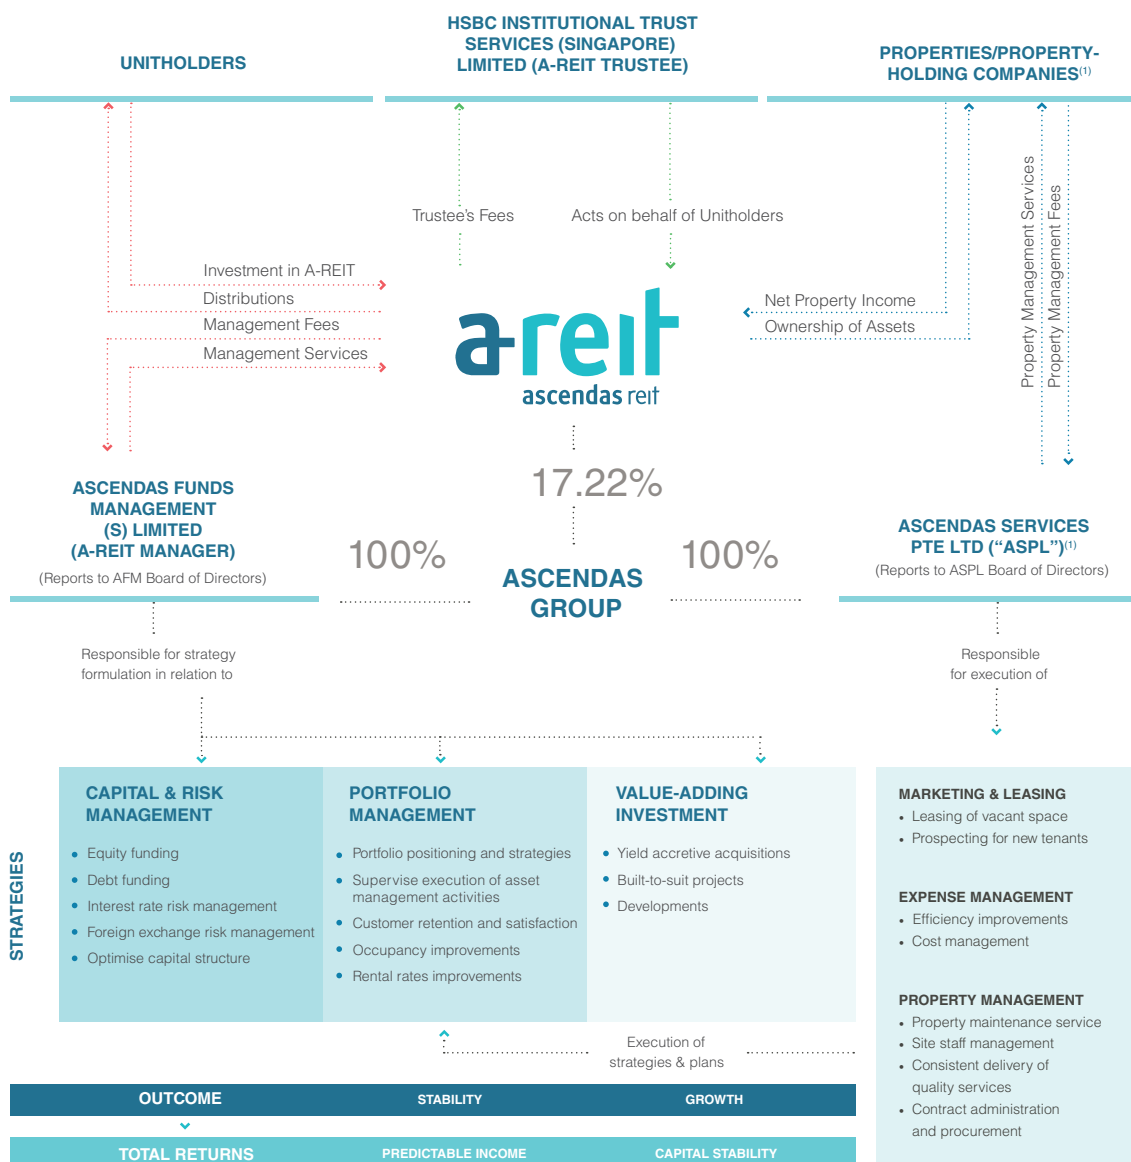 UNITHOLDERS
HSBC INSTITUTIONAL TRUST
SERVICES (SINGAPORE)
LIMITED (A-REIT TRUSTEE)
PROPERTIES/PROPERTY-
HOLDING COMPANIES(1)
Trustee's Fees
Acts on behalf of Unitholders
Investment in A-REIT
Distributions
Management Fees
Management Services
a-reit
ascendas reit
Net Property Income
Ownership of Assets
Property Management Services
Property Management Fees
17.22%
ASCENDAS FUNDS
MANAGEMENT
(S) LIMITED
(A-REIT MANAGER)
(Reports to AFM Board of Directors)
100%
ASCENDAS
GROUP
100%
ASCENDAS SERVICES
PTE LTD (“ASPL”)(1)
(Reports to ASPL Board of Directors)
Responsible for strategy
formulation in relation to
Responsible
for execution of
STRATEGIES
CAPITAL & RISK
MANAGEMENT
• Equity funding
• Debt funding
• Interest rate risk management
• Foreign exchange risk management
• Optimise capital structure
PORTFOLIO
MANAGEMENT
• Portfolio positioning and strategies
• Supervise execution of asset
management activities
• Customer retention and satisfaction
• Occupancy improvements
• Rental rates improvements
VALUE-ADDING
INVESTMENT
• Yield accretive acquisitions
• Built-to-suit projects
• Developments
MARKETING & LEASING
• Leasing of vacant space
• Prospecting for new tenants
EXPENSE MANAGEMENT
• Efficiency improvements
• Cost management
PROPERTY MANAGEMENT
• Property maintenance service
• Site staff management
• Consistent delivery of
quality services
• Contract administration
and procurement
Execution of
strategies & plans
OUTCOME
STABILITY
GROWTH
TOTAL RETURNS
PREDICTABLE INCOME
CAPITAL STABILITY